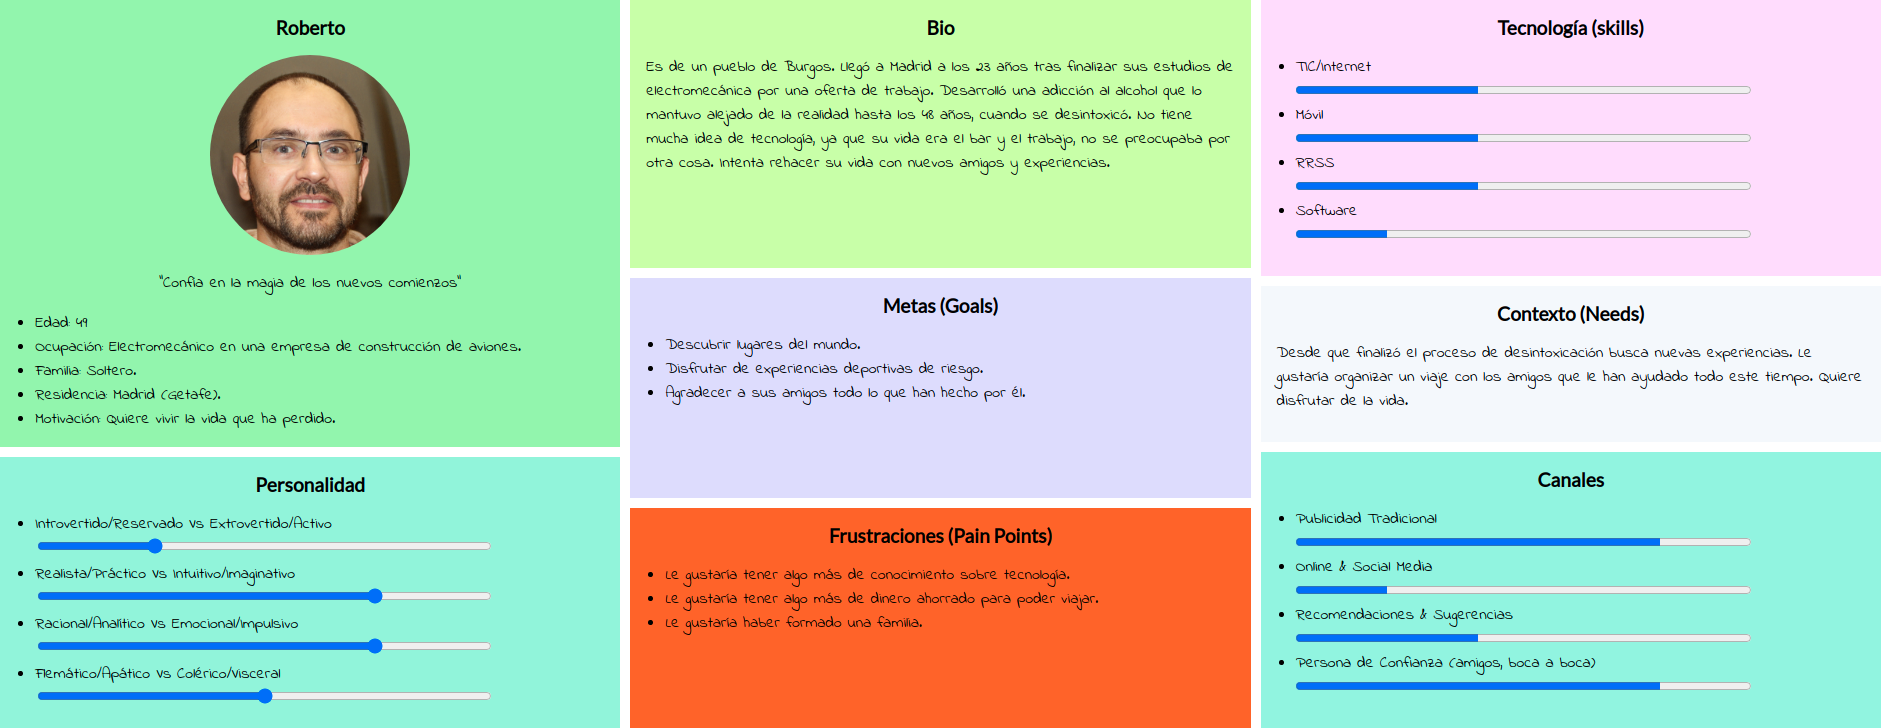 Roberto
"Confía en la magia de los nuevos comienzos"
Edad: 49
Ocupación: Electromecánico en una empresa de construcción de aviones.
Familia: Soltero.
Residencia: Madrid (Getafe).
Motivación: Quiere vivir la vida que ha perdido.
Personalidad
Introvertido/Reservado Vs Extrovertido/Activo
Realista/Práctico Vs Intuitivo/Imaginativo
Racional/Analítico Vs Emocional/Impulsivo
Flemático/Apático Vs Colérico/Visceral
Bio
Es de un pueblo de Burgos. Llegó a Madrid a los 23 años tras finalizar sus estudios de
electromecánica por una oferta de trabajo. Desarrolló una adicción al alcohol que lo
mantuvo alejado de la realidad hasta los 48 años, cuando se desintoxicó. No tiene
mucha idea de tecnología, ya que su vida era el bar y el trabajo, no se preocupaba por
otra cosa. Intenta rehacer su vida con nuevos amigos y experiencias.
Metas (Goals)
Descubrir lugares del mundo.
Disfrutar de experiencias deportivas de riesgo.
Agradecer a sus amigos todo lo que han hecho por él.
Frustraciones (Pain Points)
Le gustaría tener algo más de conocimiento sobre tecnología.
Le gustaría tener algo más de dinero ahorrado para poder viajar.
Le gustaría haber formado una familia.
Tecnología (skills)
TIC/Internet
Móvil
RRSS
Software
Contexto (Needs)
Desde que finalizó el proceso de desintoxicación busca nuevas experiencias. Le
gustaría organizar un viaje con los amigos que le han ayudado todo este tiempo. Quiere
disfrutar de la vida.
Canales
Publicidad Tradicional
Online & Social Media
Recomendaciones & Sugerencias
Persona de Confianza (amigos, boca a boca)